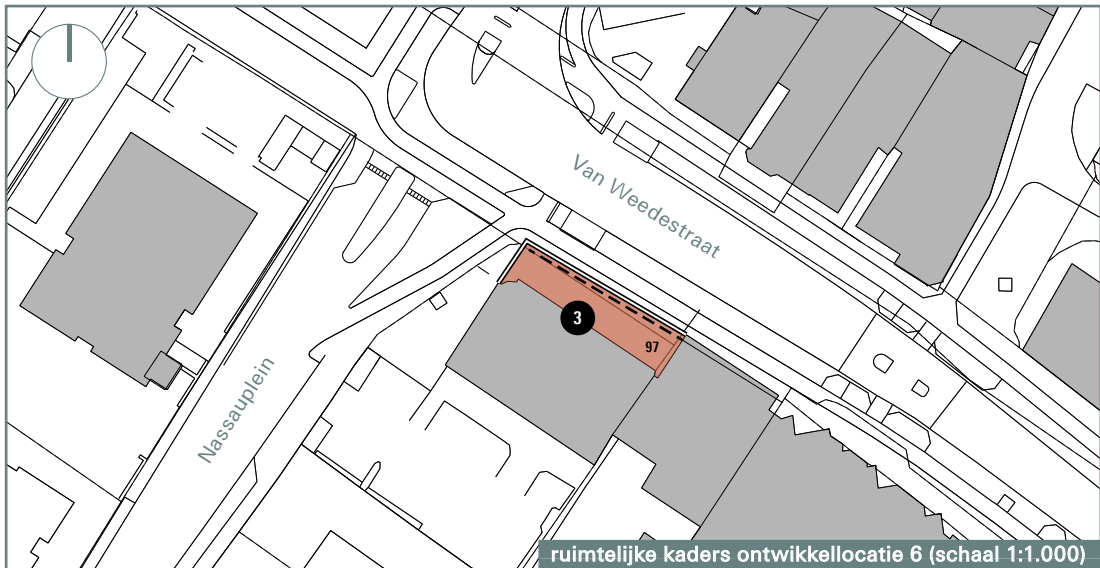 Van Weedestraat
3
97
Nassauplein
ruimtelijke kaders ontwikkellocatie 6 (schaal 1:1.000)